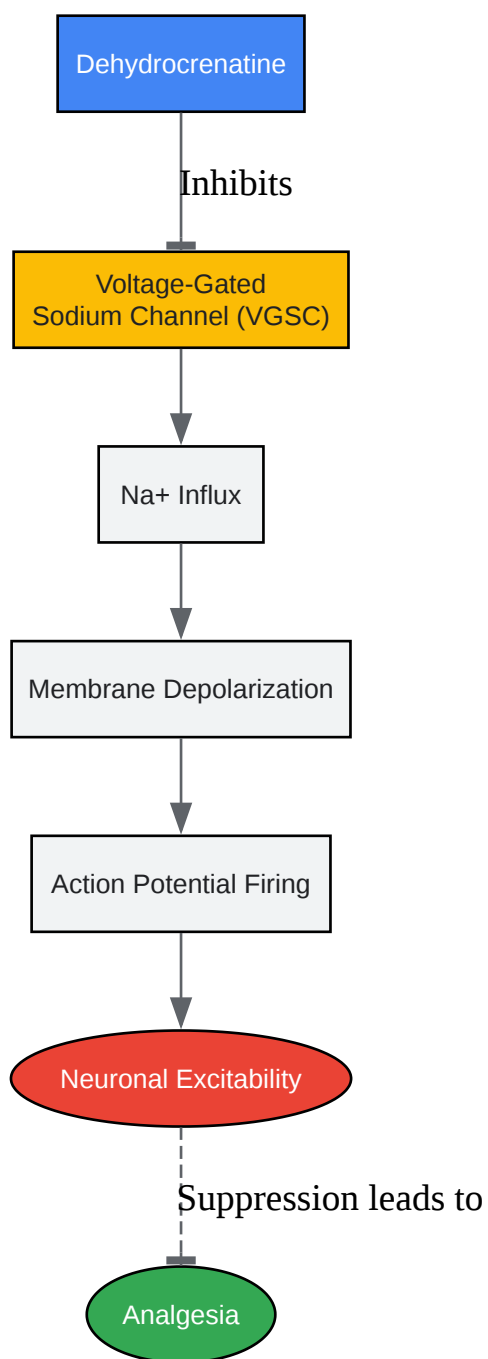 Dehydrocrenatine
Inhibits
Voltage-Gated
Sodium Channel (VGSC)
Na+ Influx
Membrane Depolarization
Action Potential Firing
Neuronal Excitability
Suppression leads to
Analgesia